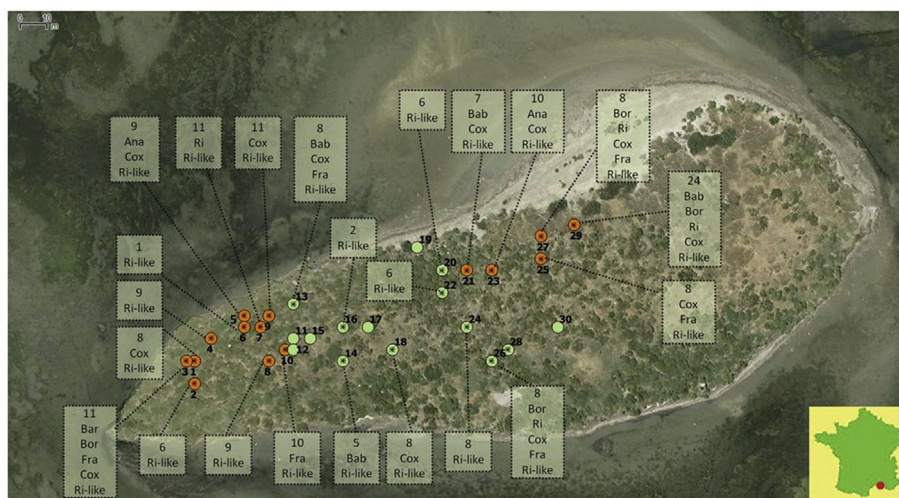 0 10
m
9
Ana
Cox
Ri-like
11
Ri
Ri-like
11
Cox
Ri-like
8
Bab
Cox
Fra
Ri-like
6
Ri-like
7
Bab
Cox
Ri-like
10
Ana
Cox
Ri-like
8
Bor
Ri
Cox
Fra
Ri-like
24
Bab
Bor
Ri
Cox
Ri-like
2
Ri-like
1
Ri-like
6
Ri-like
9
Ri-like
8
Cox
Fra
Ri-like
8
Cox
Ri-like
19
29
27
20
21
23
25
22
13
5
6
7
9
16
17
24
30
4
11
15
12
10
18
28
3
1
8
14
26
2
11
Bar
Bor
Fra
Cox
Ri-like
6
Ri-like
9
Ri-like
10
Fra
Ri-like
5
Bab
Ri-like
8
Cox
Ri-like
8
Ri-like
8
Bor
Ri
Cox
Fra
Ri-like